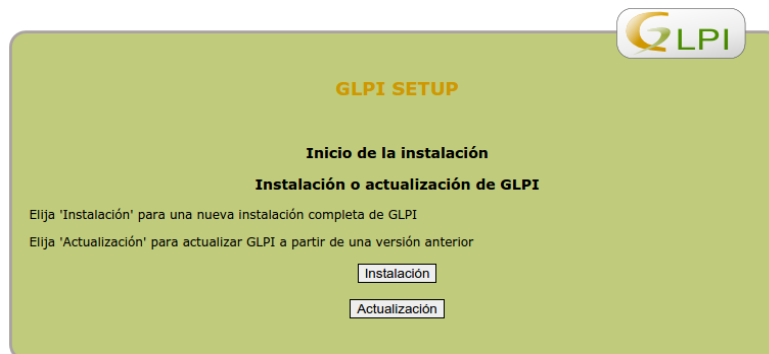 GLPI
GLPI SETUP
Inicio de la instalación
Instalación o actualización de GLPI
Elija 'Instalación' para una nueva instalación completa de GLPI
Elija 'Actualización' para actualizar GLPI a partir de una versión anterior
Instalación
Actualización